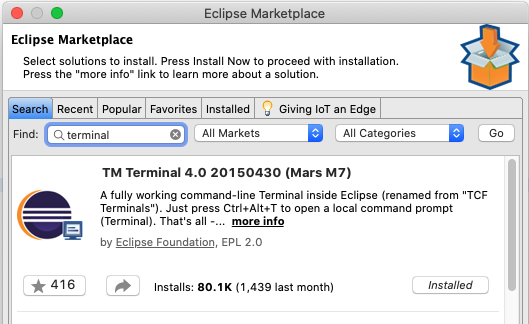 Eclipse Marketplace
Eclipse Marketplace
Select solutions to install. Press Install Now to proceed with installation.
Press the "more info" link to learn more about a solution.
Search Recent Popular Favorites Installed Giving IoT an Edge
Find: terminal All Markets All Categories Go
TM Terminal 4.0 20150430 (Mars M7)
A fully working command-line Terminal inside Eclipse (renamed from "TCF
Terminals"). Just press Ctrl+Alt+T to open a local command prompt
(Terminal). That's all -... more info
by Eclipse Foundation, EPL 2.0
416 Installs: 80.1K (1,439 last month) Installed